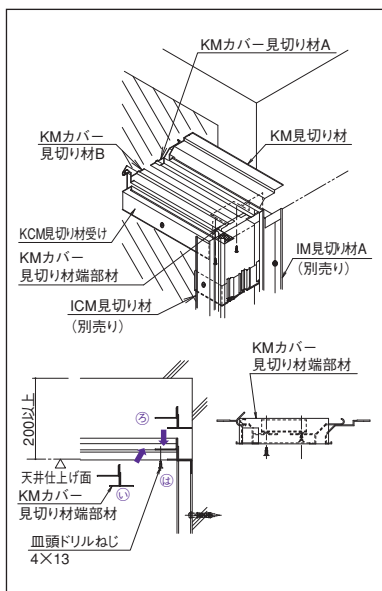 KMカバー見切り材A
KMカバー
見切り材B
KM見切り材
KCM見切り材受け
KMカバー
見切り材端部材
ICM見切り材
（別売り）
IM見切り材A
（別売り）
200以上
天井仕上げ面
KMカバー
見切り材端部材
皿頭ドリルねじ
4×13
ろ
は
い
KMカバー
見切り材端部材